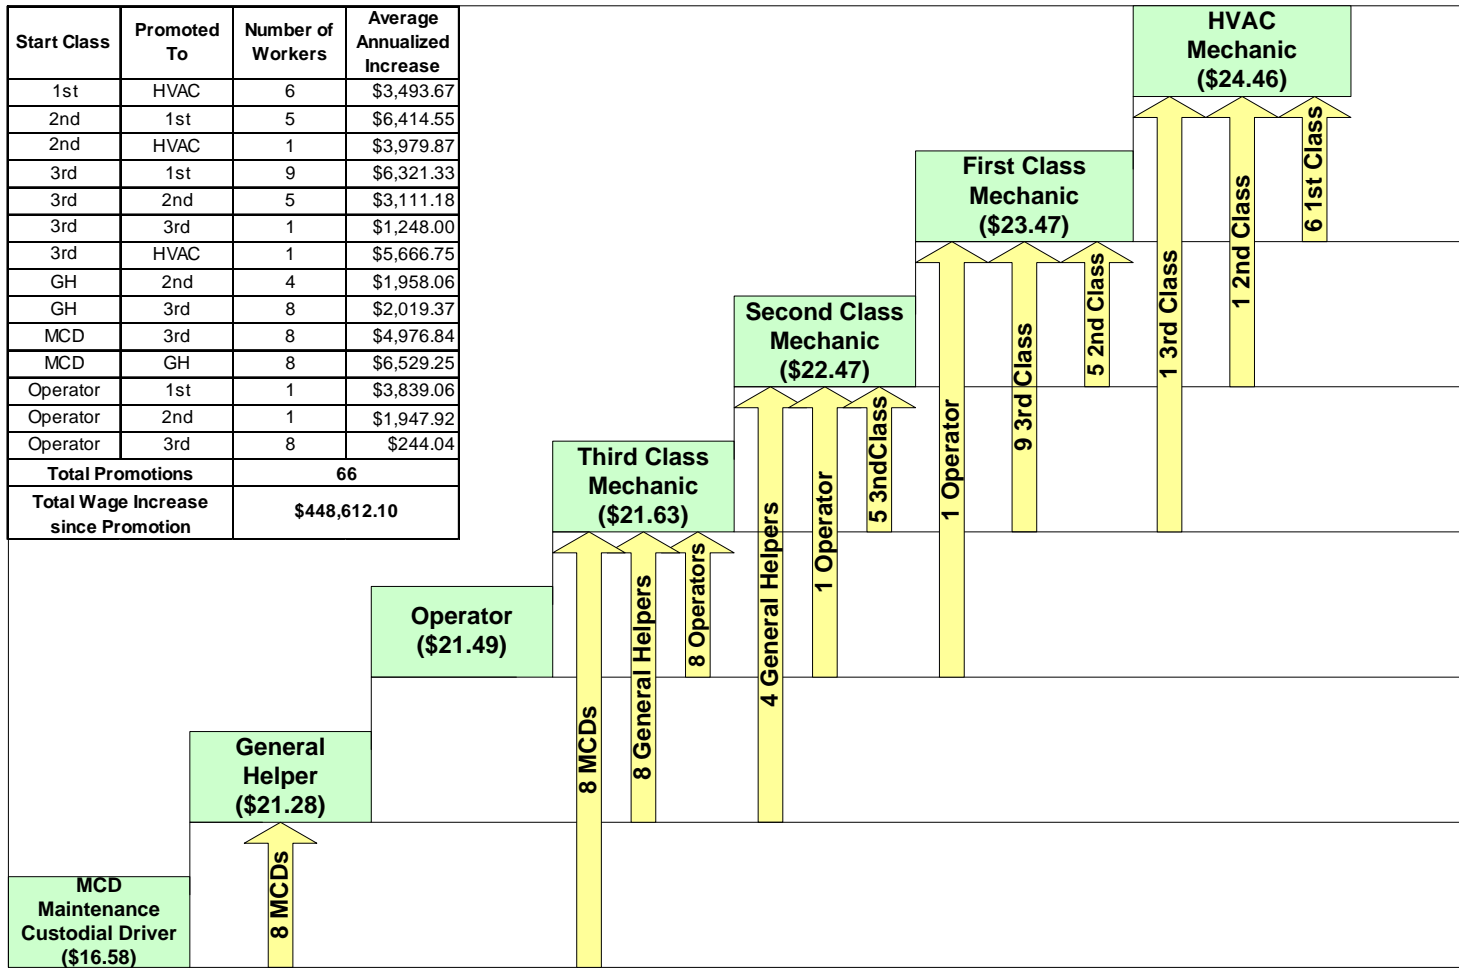 Start Class Promoted To Number of Workers Average Annualized Increase
1st HVAC 6 $3,493.67
2nd 1st 5 $6,414.55
2nd HVAC 1 $3,979.87
3rd 1st 9 $6,321.33
3rd 2nd 5 $3,111.18
3rd 3rd 1 $1,248.00
3rd HVAC 1 $5,666.75
GH 2nd 4 $1,958.06
GH 3rd 8 $2,019.37
MCD 3rd 8 $4,976.84
MCD GH 8 $6,529.25
Operator 1st 1 $3,839.06
Operator 2nd 1 $1,947.92
Operator 3rd 8 $244.04
Total Promotions 66
Total Wage Increase since Promotion $448,612.10
HVAC
Mechanic
($24.46)
1 3rd Class
1 2nd Class
6 1st Class
First Class
Mechanic
($23.47)
1 Operator
9 3rd Class
5 2nd Class
Second Class
Mechanic
($22.47)
4 General Helpers
1 Operator
5 3ndClass
Third Class
Mechanic
($21.63)
8 MCDs
8 General Helpers
8 Operators
Operator
($21.49)
General
Helper
($21.28)
8 MCDs
MCD
Maintenance
Custodial Driver
($16.58)